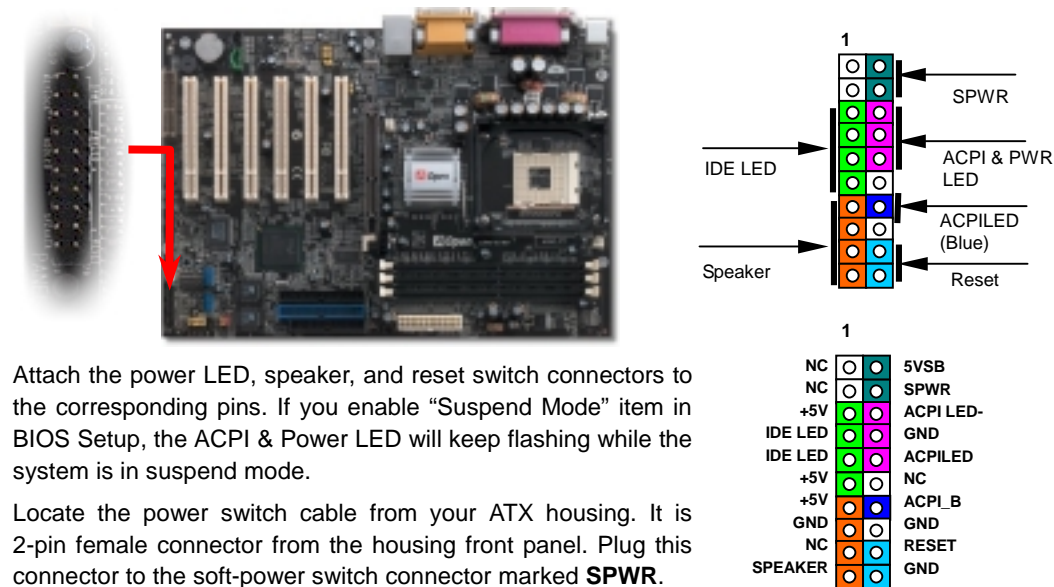 1
SPWR
IDE LED
ACPI & PWR
LED
ACPILED
(Blue)
Speaker
Reset
1
NC 5VSB
NC SPWR
+5V ACPI LED-
IDE LED GND
IDE LED ACPILED
+5V NC
+5V ACPI_B
GND GND
NC RESET
SPEAKER GND
Attach the power LED, speaker, and reset switch connectors to
the corresponding pins. If you enable “Suspend Mode” item in
BIOS Setup, the ACPI & Power LED will keep flashing while the
system is in suspend mode.
Locate the power switch cable from your ATX housing. It is
2-pin female connector from the housing front panel. Plug this
connector to the soft-power switch connector marked SPWR.